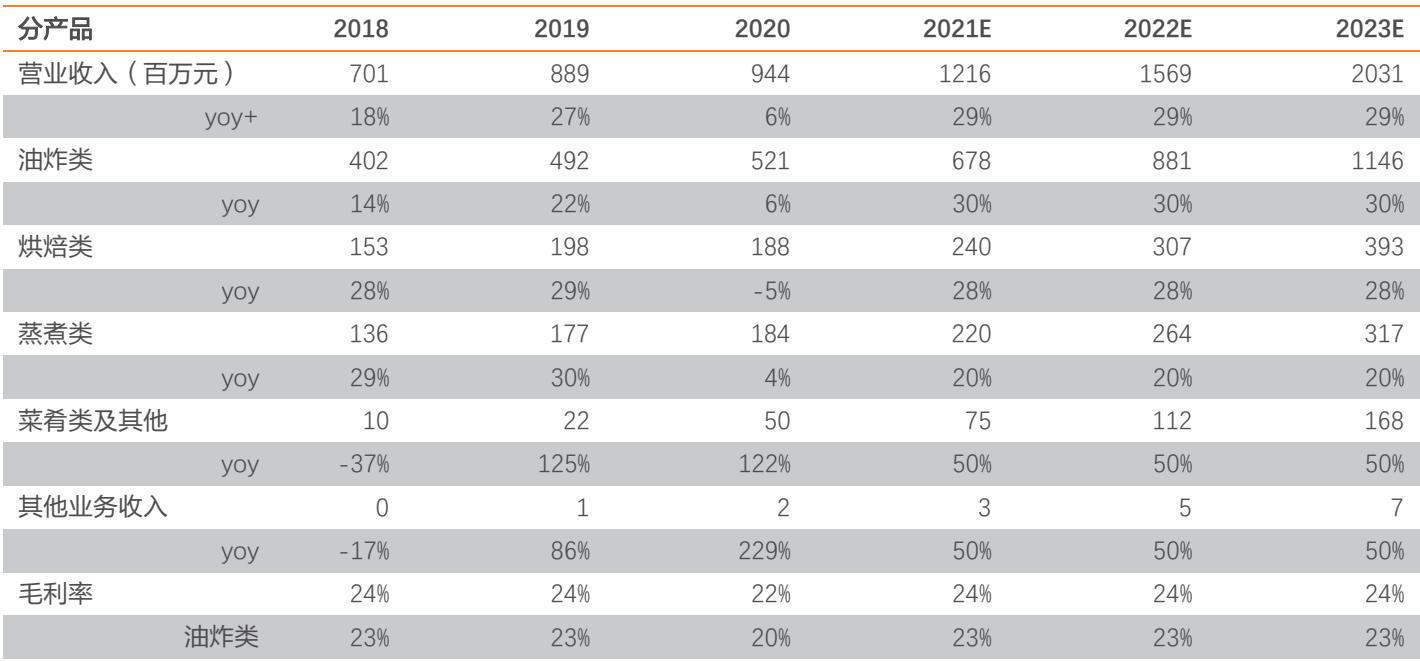 分产品 2018 2019 2020 2021E 2022E 2023E
营业收入（百万元） 701 889 944 1216 1569 2031
yoy+ 18% 27% 6% 29% 29% 29%
油炸类 402 492 521 678 881 1146
yoy 14% 22% 6% 30% 30% 30%
烘焙类 153 198 188 240 307 393
yoy 28% 29% -5% 28% 28% 28%
蒸煮类 136 177 184 220 264 317
yoy 29% 30% 4% 20% 20% 20%
菜肴类及其他 10 22 50 75 112 168
yoy -37% 125% 122% 50% 50% 50%
其他业务收入 0 1 2 3 5 7
yoy -17% 86% 229% 50% 50% 50%
毛利率 24% 24% 22% 24% 24% 24%
油炸类 23% 23% 20% 23% 23% 23%